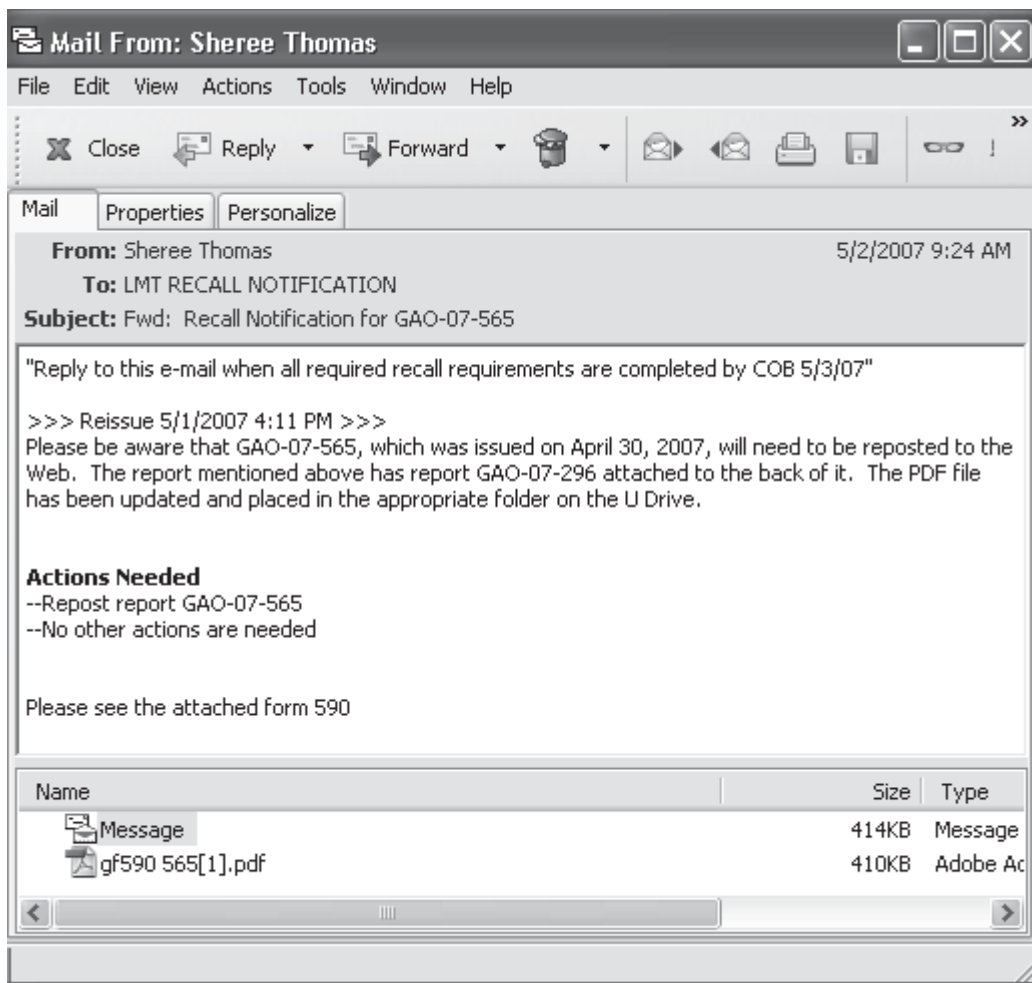 Mail From: Sheree Thomas
File Edit View Actions Tools Window Help
Close Reply Forward »
Mail Properties Personalize
From: Sheree Thomas 5/2/2007 9:24 AM
To: LMT RECALL NOTIFICATION
Subject: Fwd: Recall Notification for GAO-07-565
"Reply to this e-mail when all required recall requirements are completed by COB 5/3/07"
>>> Reissue 5/1/2007 4:11 PM >>>
Please be aware that GAO-07-565, which was issued on April 30, 2007, will need to be reposted to the
Web. The report mentioned above has report GAO-07-296 attached to the back of it. The PDF file
has been updated and placed in the appropriate folder on the U Drive.
Actions Needed
--Repost report GAO-07-565
--No other actions are needed
Please see the attached form 590
Name Size Type
Message 414KB Message
gf590 565[1].pdf 410KB Adobe Ac